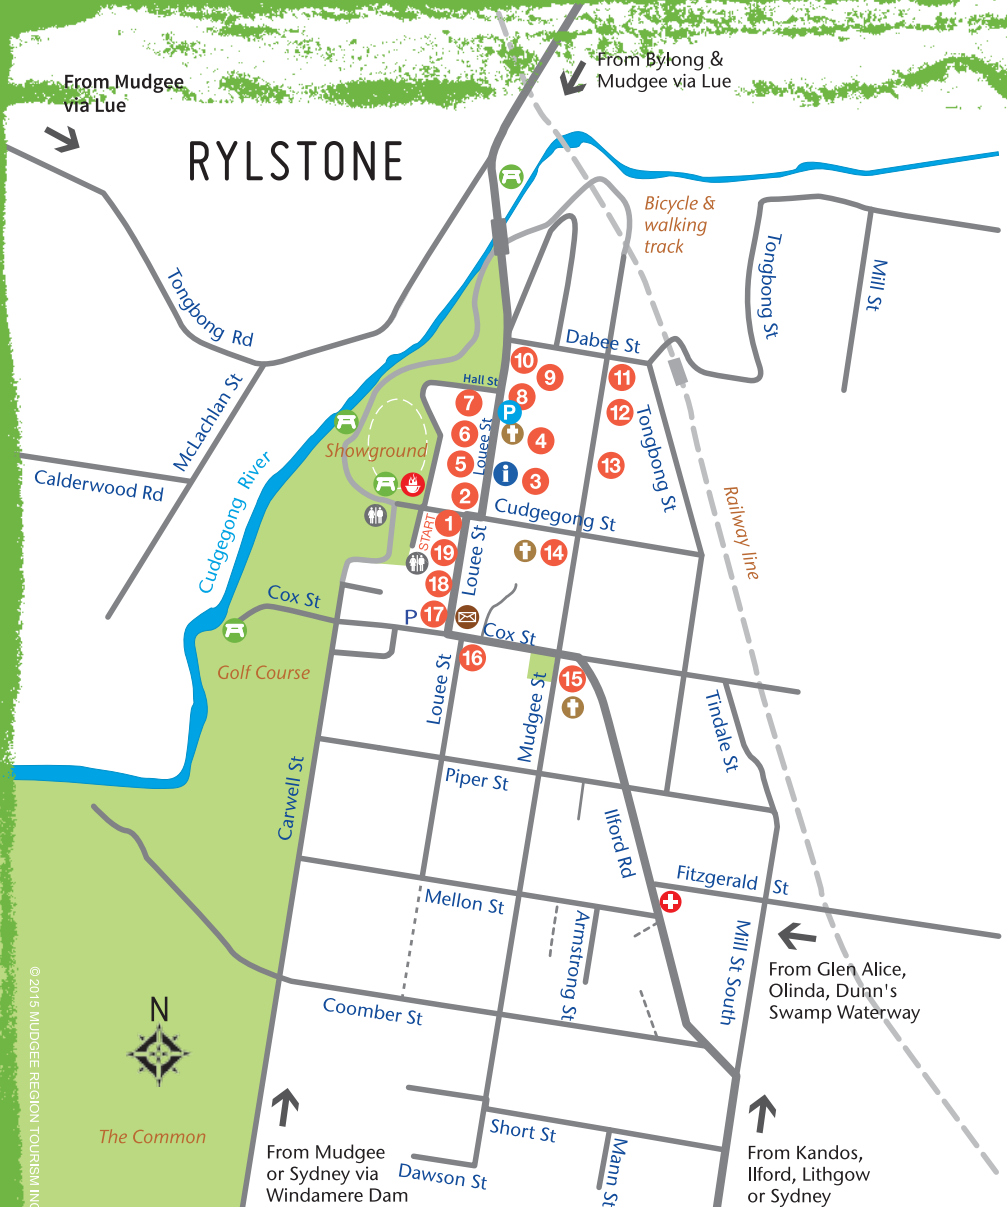 From Bylong &
Mudgee via Lue
From Mudgee
via Lue
RYLSTONE
Bicycle &
walking
track
Tongbong St
Mill St
Tongbong Rd
Dabee St
10
9
11
Hall St
8
7
P
12
McLachlan St
Tongbong St
6
4
Louee St
Showground
5
i
3
13
Calderwood Rd
2
Cudgegong River
Cudgegong St
Railway line
START
1
19
Louee St
14
18
Cox St
P
17
Cox St
16
Golf Course
Louee St
Mudgee St
15
Tindale St
Carwell St
Piper St
Ilford Rd
Fitzgerald St
Mellon St
Armstrong St
Mill St South
From Glen Alice,
Olinda, Dunn's
Swamp Waterway
N
Coomber St
©2015 MUDGEE REGION TOURISM INC
The Common
Short St
Mann St
From Mudgee
or Sydney via
Windamere Dam
Dawson St
From Kandos,
Ilford, Lithgow
or Sydney